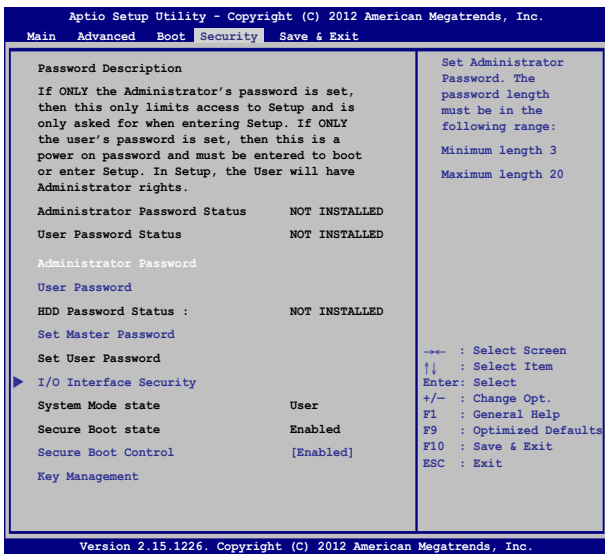 Aptio Setup Utility - Copyright (C) 2012 American Megatrends, Inc.
Main Advanced Boot Security Save & Exit
Password Description
If ONLY the Administrator's password is set,
then this only limits access to Setup and is
only asked for when entering Setup. If ONLY
the user's password is set, then this is a
power on password and must be entered to boot
or enter Setup. In Setup, the User will have
Administrator rights.
Administrator Password Status NOT INSTALLED
User Password Status NOT INSTALLED
Administrator Password
User Password
HDD Password Status : NOT INSTALLED
Set Master Password
Set User Password
I/O Interface Security
System Mode state User
Secure Boot state Enabled
Secure Boot Control [Enabled]
Key Management
Set Administrator
Password. The
password length
must be in the
following range:
Minimum length 3
Maximum length 20
→← : Select Screen
↑↓ : Select Item
Enter: Select
+/— : Change Opt.
F1 : General Help
F9 : Optimized Defaults
F10 : Save & Exit
ESC : Exit
Version 2.15.1226. Copyright (C) 2012 American Megatrends, Inc.